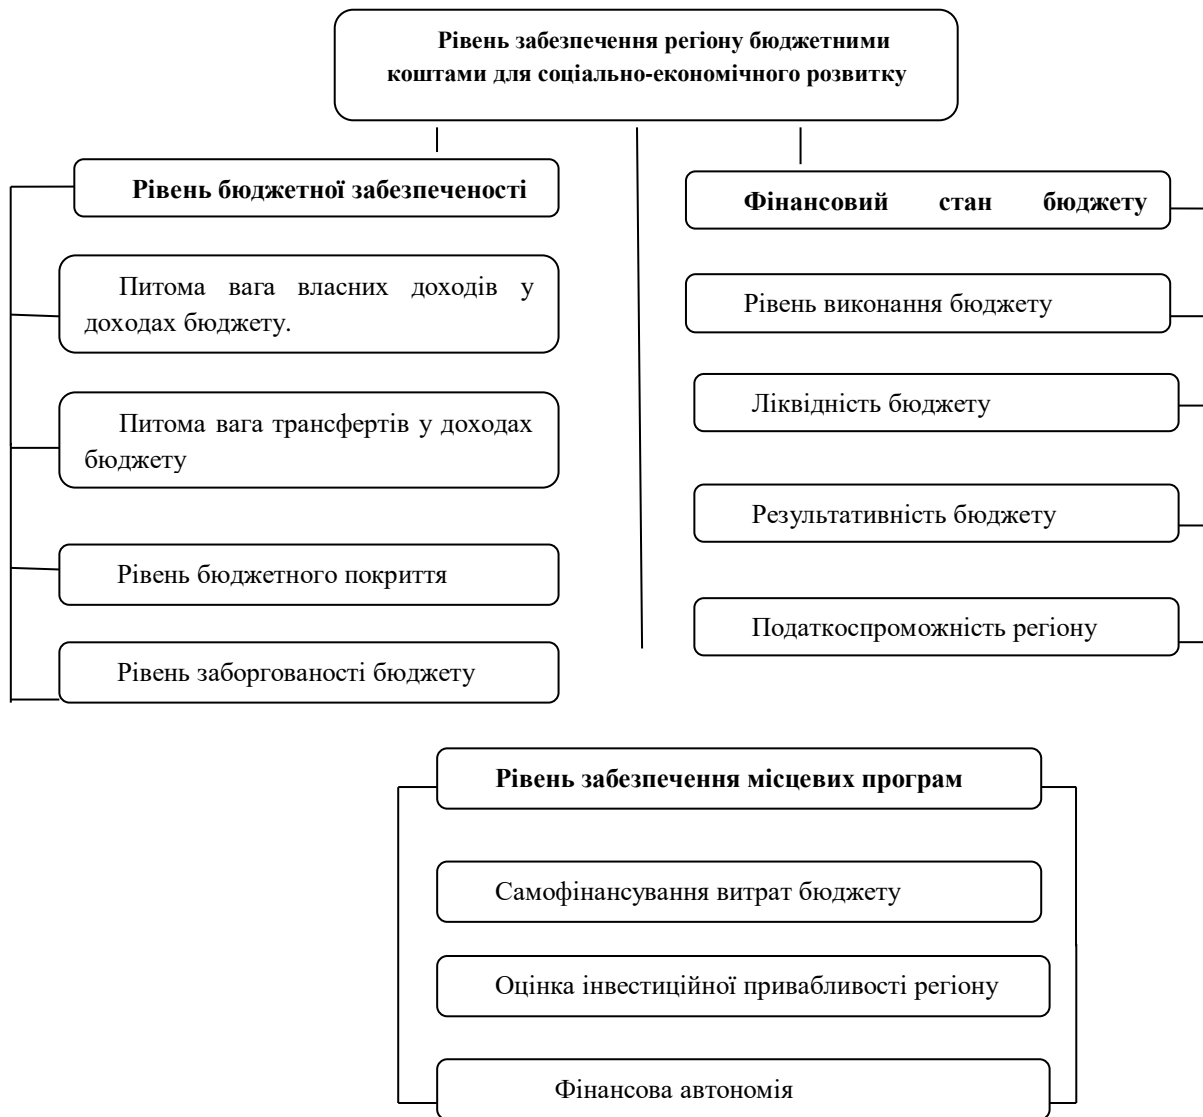 Рівень забезпечення регіону бюджетними
коштами для соціально-економічного розвитку
Рівень бюджетної забезпеченості
Питома вага власних доходів у
доходах бюджету.
Питома вага трансфертів у доходах
бюджету
Рівень бюджетного покриття
Рівень заборгованості бюджету
Фінансовий стан бюджету
Рівень виконання бюджету
Ліквідність бюджету
Результативність бюджету
Податкоспроможність регіону
Рівень забезпечення місцевих програм
Самофінансування витрат бюджету
Оцінка інвестиційної привабливості регіону
Фінансова автономія